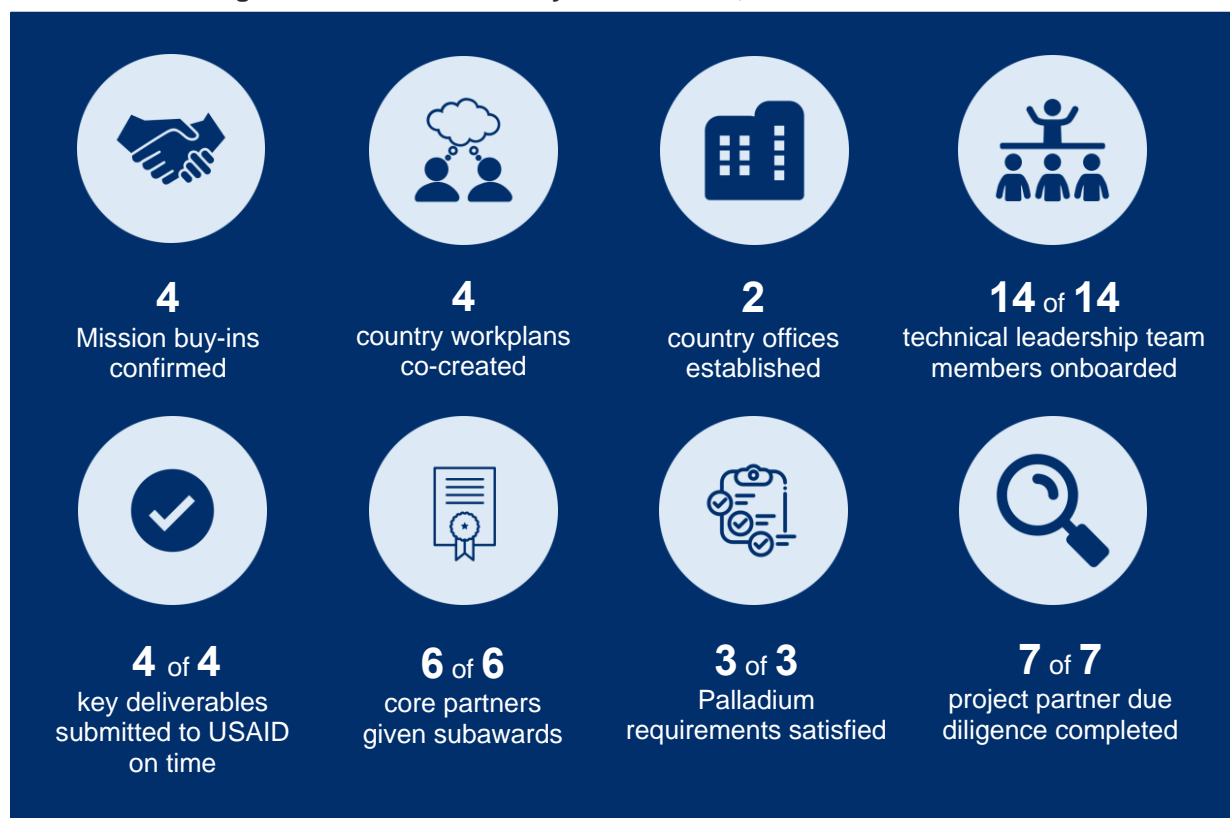 4
Mission buy-ins
confirmed
4
country workplans
co-created
2
country offices
established
14 of 14
technical leadership team
members onboarded
4 of 4
key deliverables
submitted to USAID
on time
6 of 6
core partners
given subawards
3 of 3
Palladium
requirements satisfied
7 of 7
project partner due
diligence completed